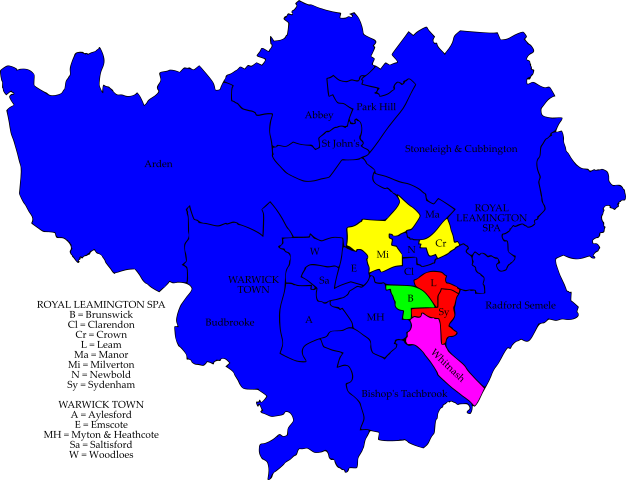 Abbey
Park Hill
St John's
Stoneleigh & Cubbington
Arden
Ma
ROYAL
LEAMINGTON
SPA
Cr
N
Mi
W
E
Cl
Cl
Sa
L
WARWICK
TOWN
B
Radford Semele
Sy
A
MH
Budbrooke
Whitnash
Bishop's Tachbrook
ROYAL LEAMINGTON SPA
B = Brunswick
Cl = Clarendon
Cr = Crown
L = Leam
Ma = Manor
Mi = Milverton
N = Newbold
Sy = Sydenham
WARWICK TOWN
A = Aylesford
E = Emscote
MH = Myton & Heathcote
Sa = Saltisford
W = Woodloes